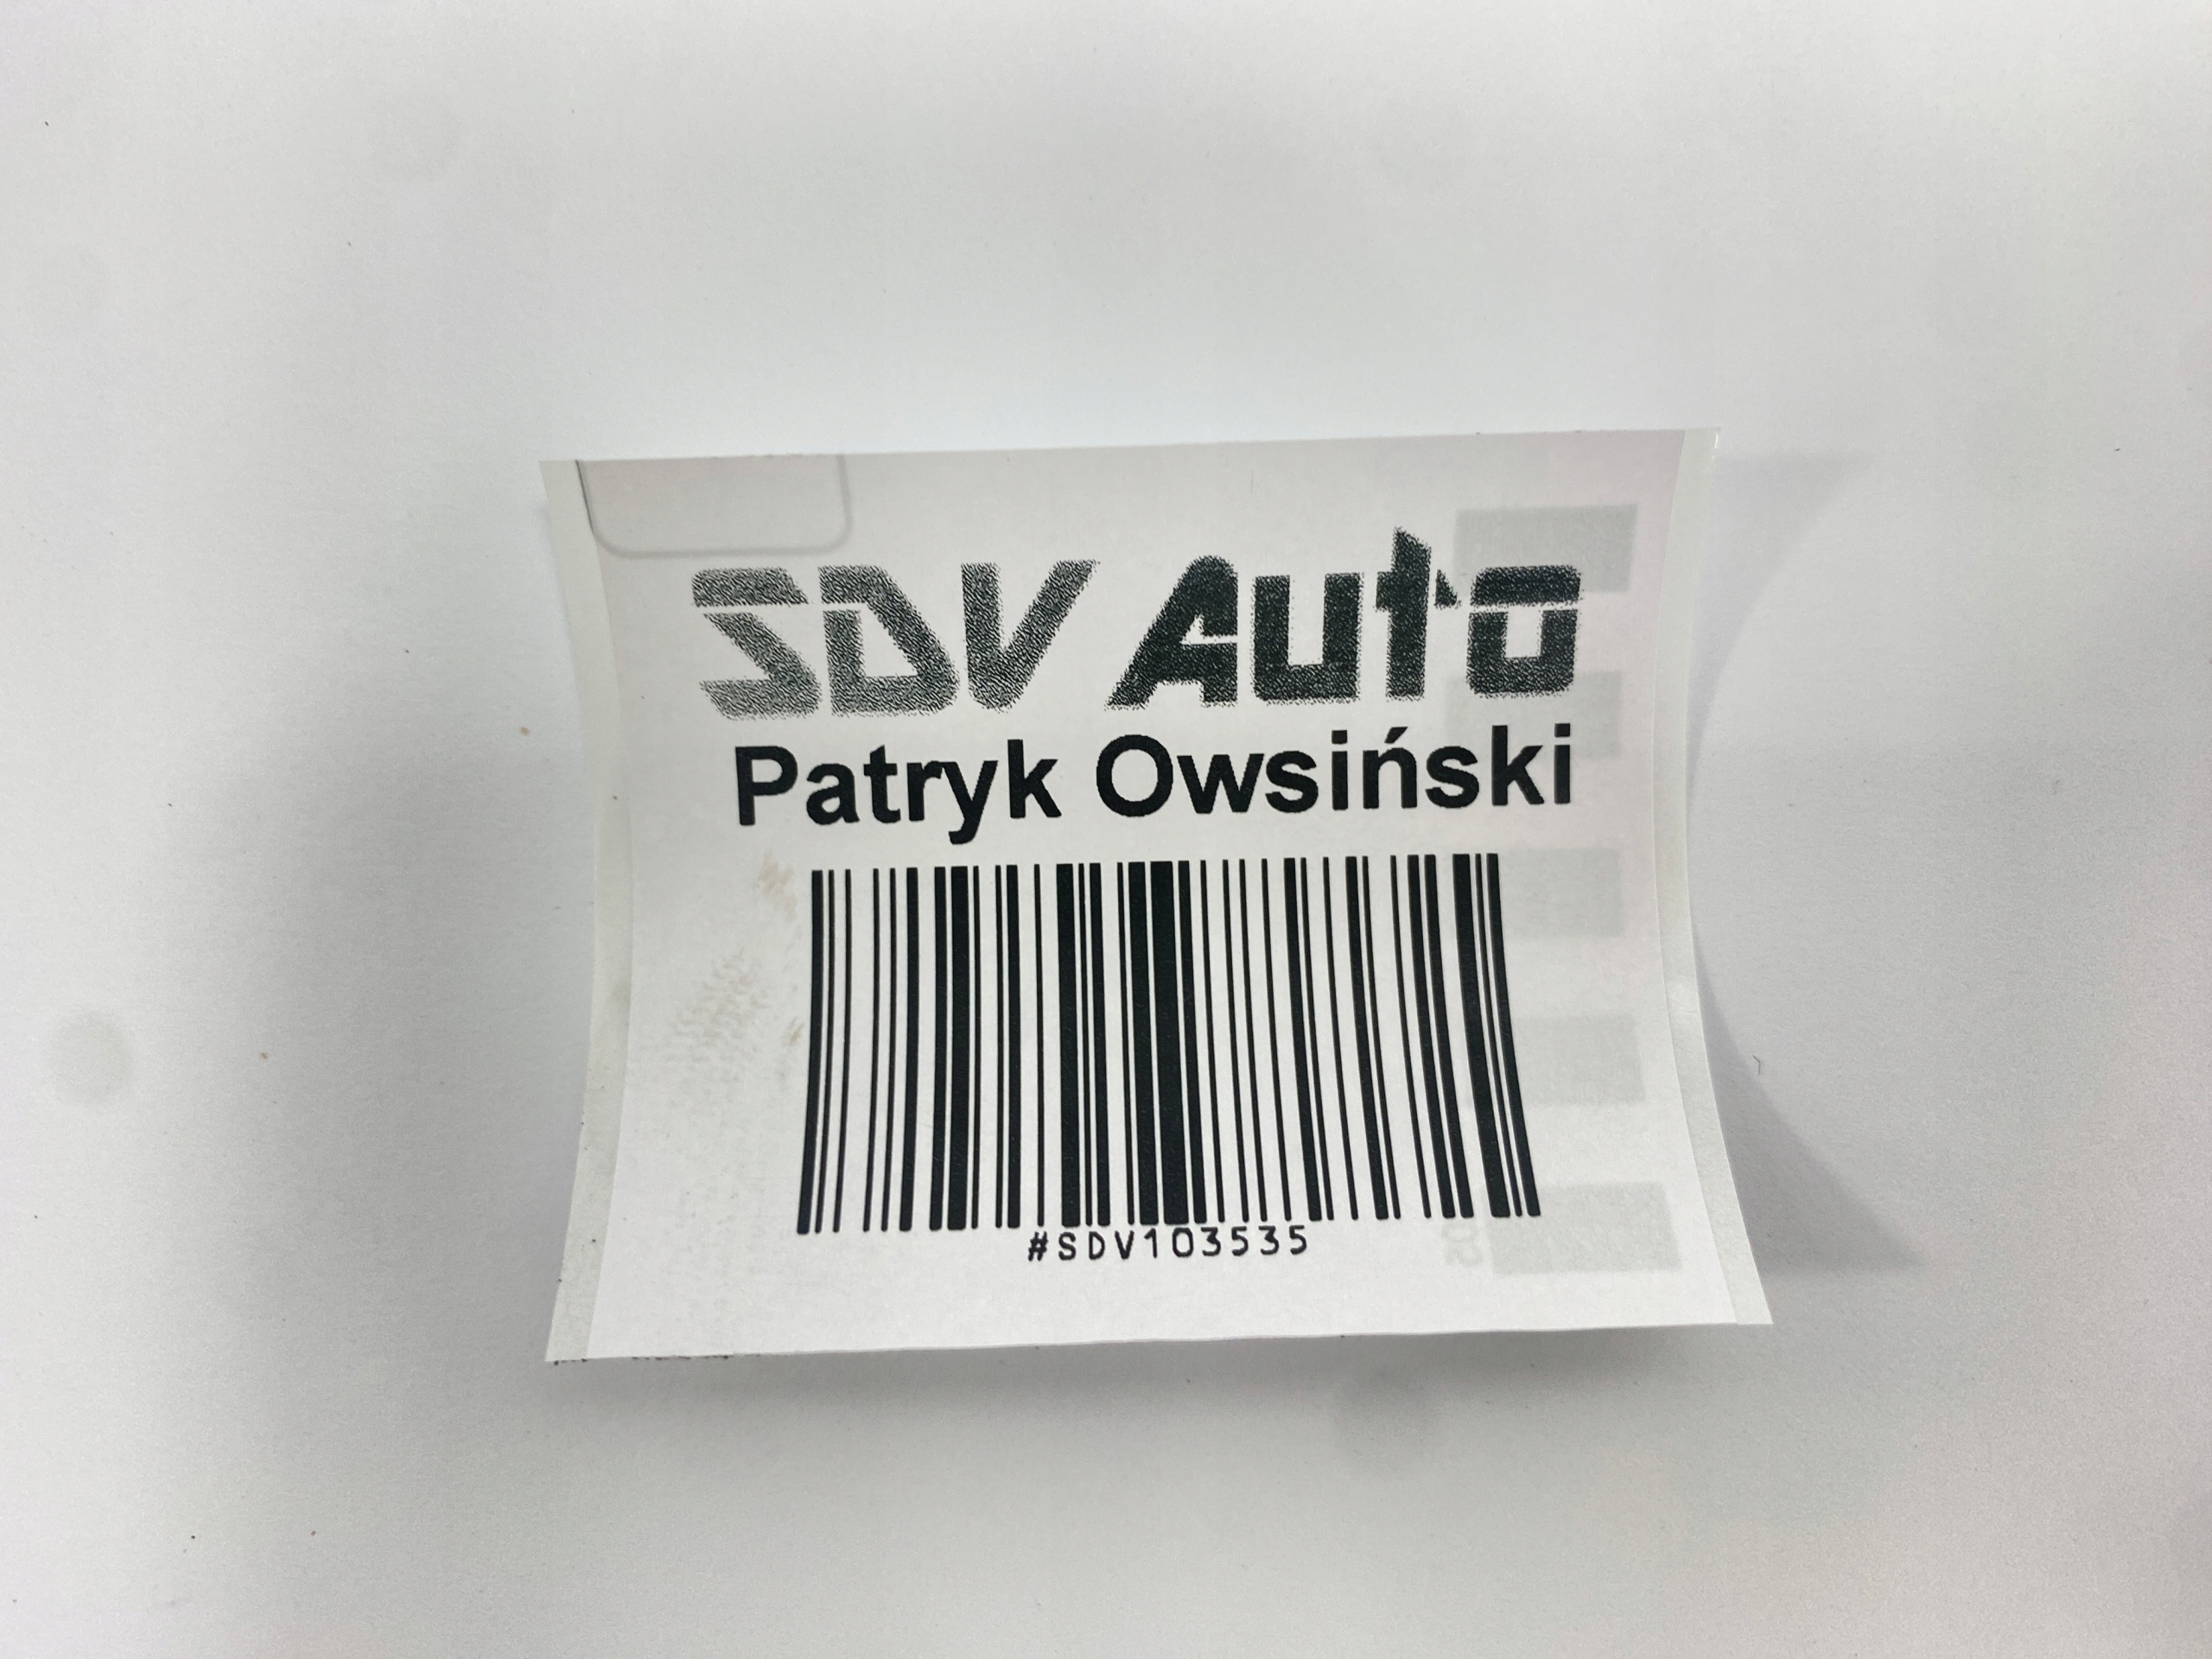 SDV Auto
Patryk Owsiński
#SDV103535